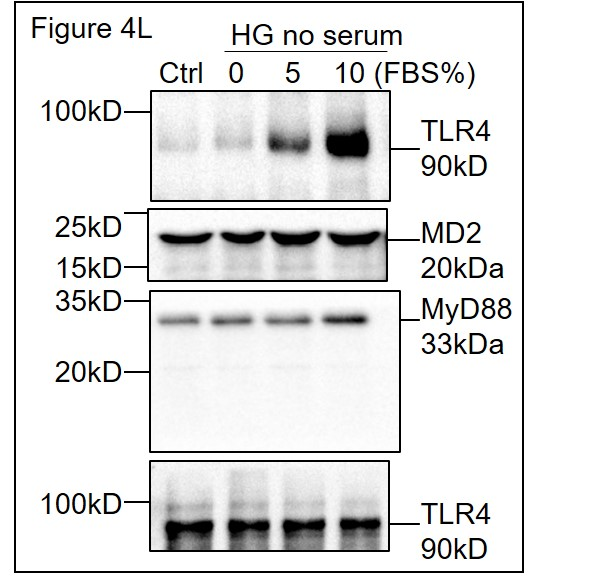 Figure 4L
HG no serum
Ctrl 0 5 10 (FBS%)
100kD
TLR4
90kD
25kD
MD2
15kD
20kDa
35kD
MyD88
33kDa
20kD
100kD
TLR4
90kD